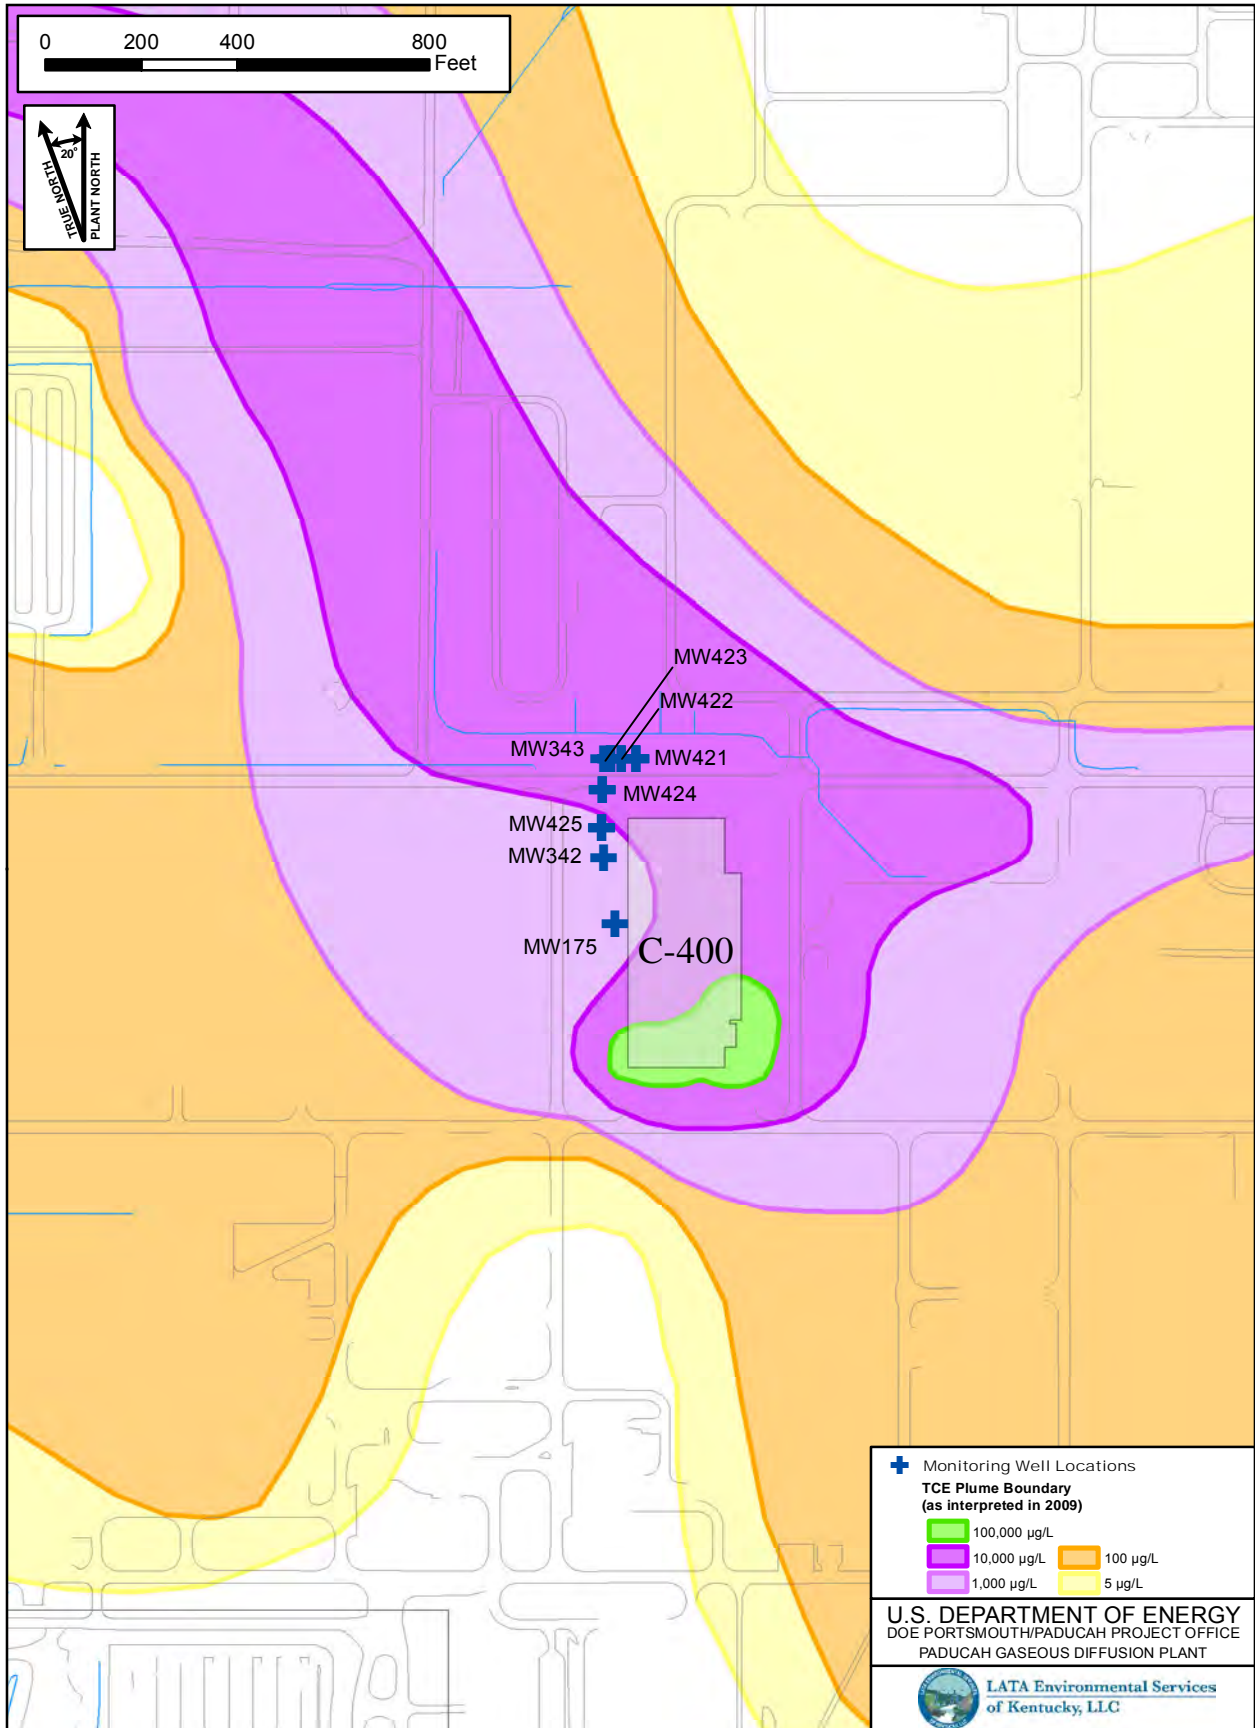 0 200 400 800
Feet
20°
TRUE NORTH
PLANT NORTH
MW423
MW422
MW343
MW421
MW424
MW425
MW342
MW175
C-400
Monitoring Well Locations
TCE Plume Boundary
(as interpreted in 2009)
100,000 µg/L
10,000 µg/L 100 µg/L
1,000 µg/L 5 µg/L
U.S. DEPARTMENT OF ENERGY
DOE PORTSMOUTH/PADUCAH PROJECT OFFICE
PADUCAH GASEOUS DIFFUSION PLANT
LATA Environmental Services
of Kentucky, LLC